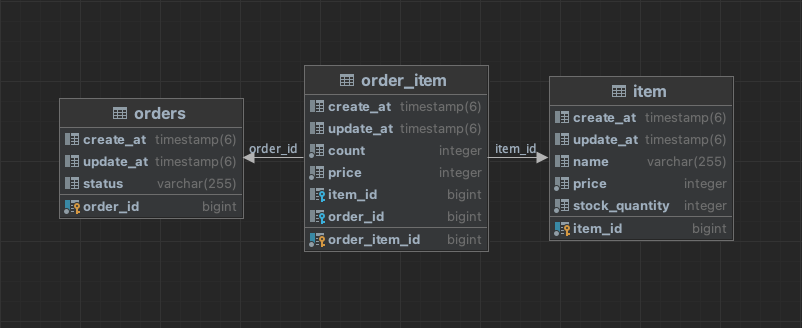 orders
create_at timestamp(6)
update_at timestamp(6)
status varchar(255)
order_id bigint
order_id
order_item
create_at timestamp(6)
update_at timestamp(6)
count integer
price integer
item_id bigint
order_id bigint
order_item_id bigint
item_id
item
create_at timestamp(6)
update_at timestamp(6)
name varchar(255)
price integer
stock_quantity integer
item_id bigint